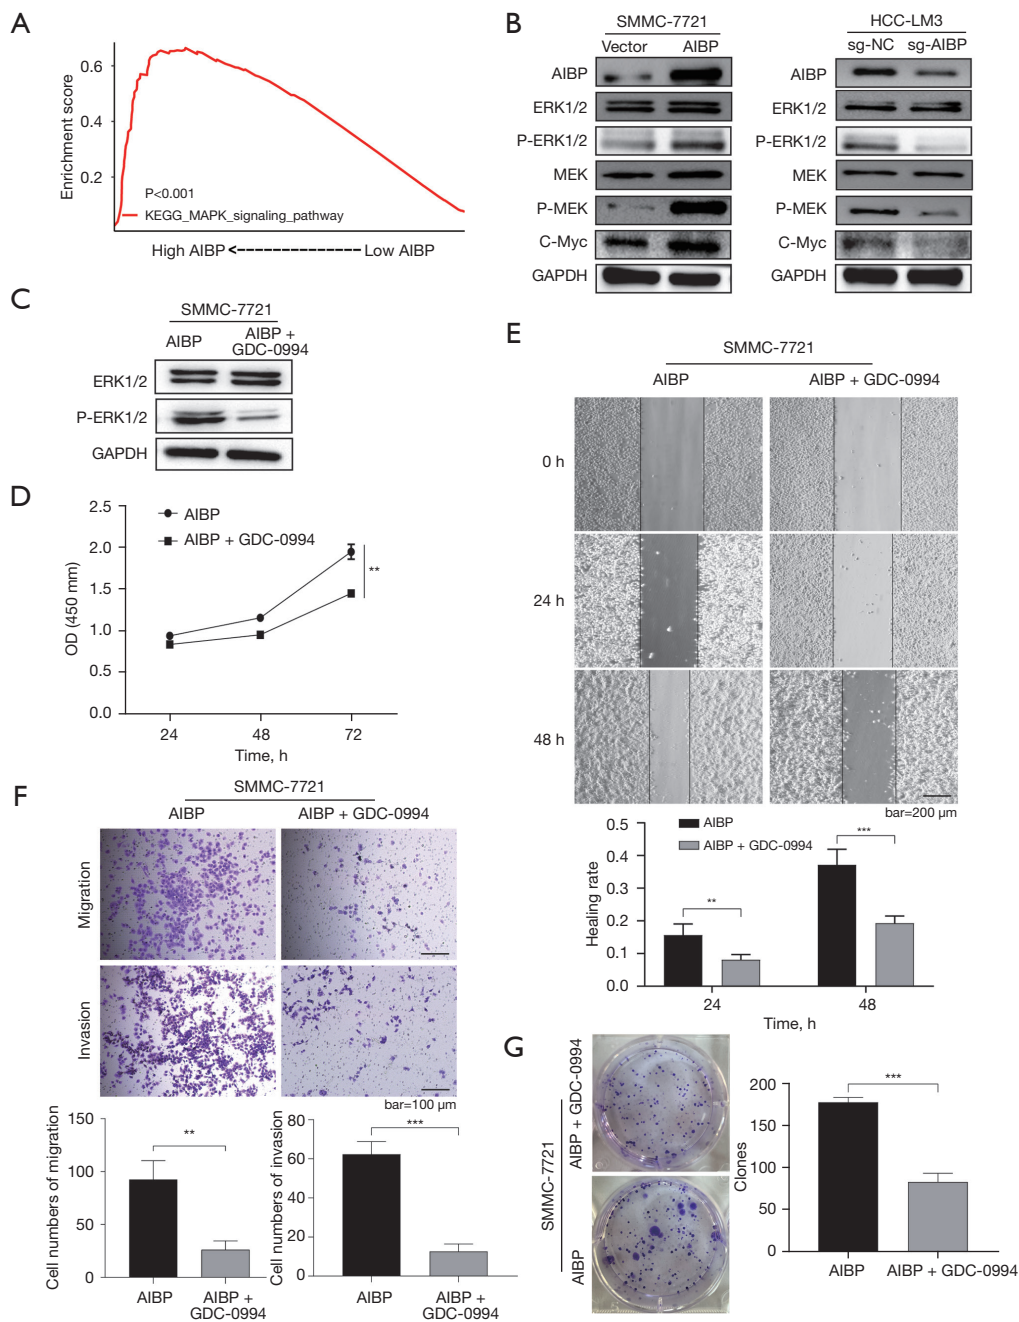 A
0.6
0.4
0.2
Enrichment score
P<0.001
KEGG_MAPK_signaling_pathway
High AIBP
Low AIBP
B
SMMC-7721
Vector AIBP
AIBP
ERK1/2
P-ERK1/2
MEK
P-MEK
C-Myc
GAPDH
HCC-LM3
sg-NC sg-AIBP
AIBP
ERK1/2
P-ERK1/2
MEK
P-MEK
C-Myc
GAPDH
C
SMMC-7721
AIBP
AIBP +
GDC-0994
ERK1/2
P-ERK1/2
GAPDH
D
2.5
2.0
1.5
1.0
0.5
0.0
OD (450 mm)
AIBP
AIBP + GDC-0994
**
24 48 72
Time, h
E
SMMC-7721
AIBP
AIBP + GDC-0994
0 h
24 h
48 h
bar=200 μm
0.5
0.4
0.3
0.2
0.1
0.0
Healing rate
AIBP
AIBP + GDC-0994
**
***
24 48
Time, h
F
SMMC-7721
AIBP
AIBP + GDC-0994
Migration
Invasion
bar=100 μm
150
100
50
0
Cell numbers of migration
**
AIBP
AIBP +
GDC-0994
80
60
40
20
0
Cell numbers of invasion
***
AIBP
AIBP +
GDC-0994
G
SMMC-7721
AIBP + GDC-0994
AIBP
200
150
100
50
0
Clones
***
AIBP
AIBP + GDC-0994